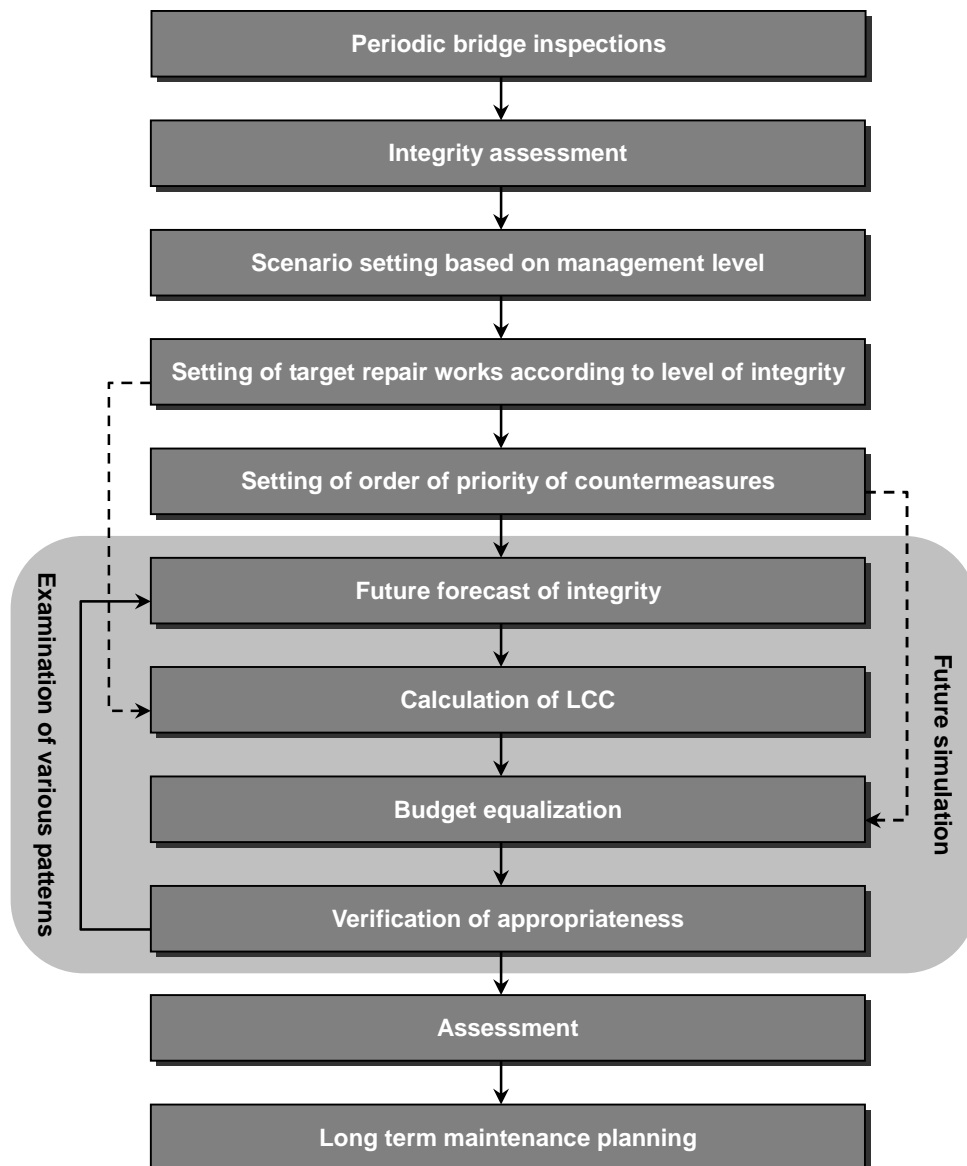 Periodic bridge inspections
Integrity assessment
Scenario setting based on management level
Setting of target repair works according to level of integrity
Setting of order of priority of countermeasures
Examination of various patterns
Future forecast of integrity
Calculation of LCC
Budget equalization
Verification of appropriateness
Future simulation
Assessment
Long term maintenance planning